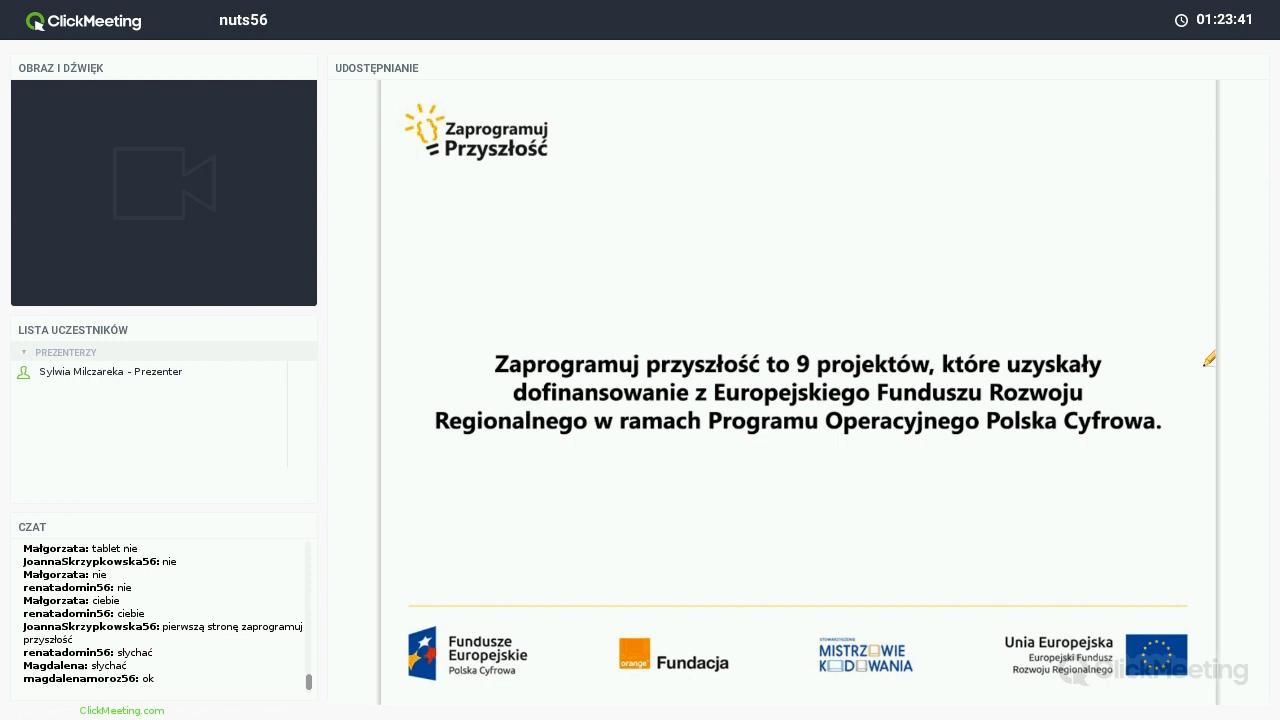 ClickMeeting
nuts56
01:23:41
OBRAZ I DŹWIĘK
UDOSTĘPNIANIE
Zaprogramuj
Przyszłość
LISTA UCZESTNIKÓW
PREZENTERZY
Sylwia Milczareka - Prezenter
Zaprogramuj przyszłość to 9 projektów, które uzyskały
dofinansowanie z Europejskiego Funduszu Rozwoju
Regionalnego w ramach Programu Operacyjnego Polska Cyfrowa.
CZAT
Małgorzata: tablet nie
JoannaSkrzypkowska56: nie
Małgorzata: nie
renatadomin56: nie
Małgorzata: ciebie
renatadomin56: ciebie
JoannaSkrzypkowska56: pierwszą stronę zaprogramuj
przyszłość
renatadomin56: słychać
Magdalena: słychać
magdalenamoroz56: ok
Fundusze
Europejskie
Polska Cyfrowa
orange
Fundacja
STOWARZYSZENIE
MISTRZOWIE
KODOWANIA
Unia Europejska
Europejski Fundusz
Rozwoju Regionalnego
ClickMeeting
ClickMeeting.com